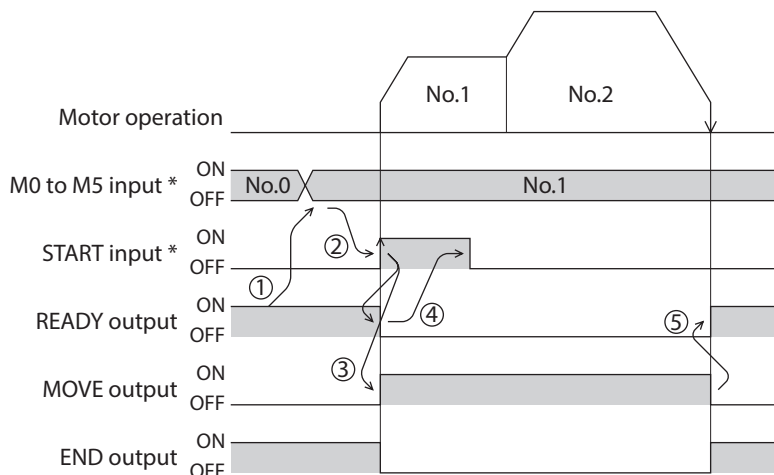 No.1
No.2
Motor operation
M0 to M5 input *
ON
OFF
No.0
No.1
START input *
ON
OFF
①
②
④
READY output
ON
OFF
③
⑤
MOVE output
ON
OFF
END output
ON
OFF